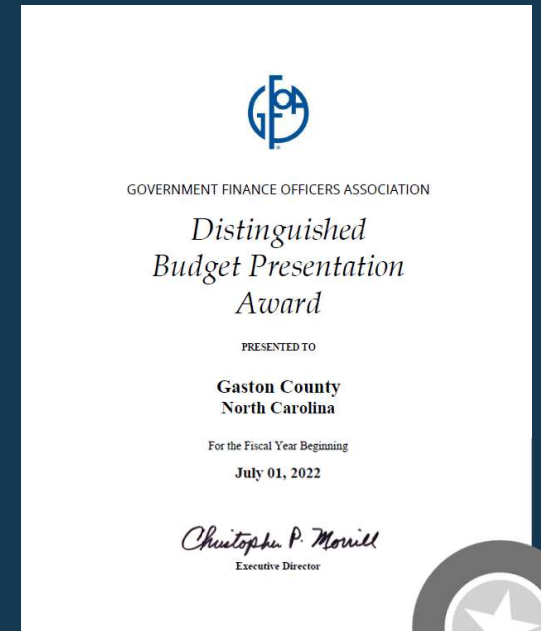 GFOA
GOVERNMENT FINANCE OFFICERS ASSOCIATION
Distinguished
Budget Presentation
Award
PRESENTED TO
Gaston County
North Carolina
For the Fiscal Year Beginning
July 01, 2022
Christopher P. Morrill
Executive Director